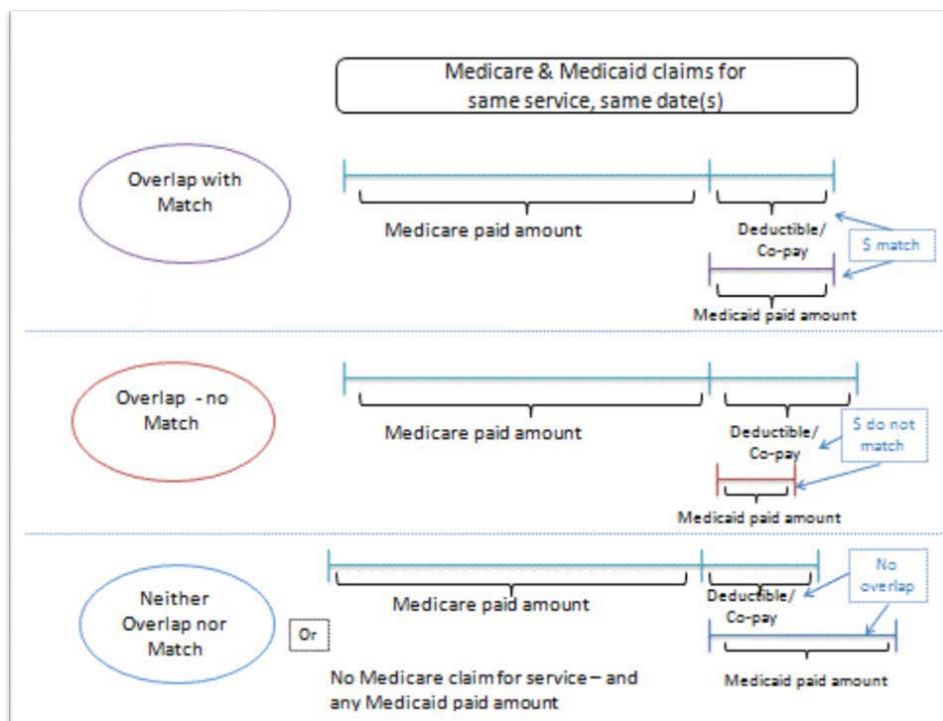 Medicare & Medicaid claims for
same service, same date(s)
Overlap with
Match
Medicare paid amount
Deductible/
Co-pay
$ match
Medicaid paid amount
Overlap - no
Match
Medicare paid amount
Deductible/
Co-pay
$ do not
match
Medicaid paid amount
Neither
Overlap nor
Match
Or
Medicare paid amount
Deductible/
Co-pay
No
overlap
No Medicare claim for service – and
any Medicaid paid amount
Medicaid paid amount